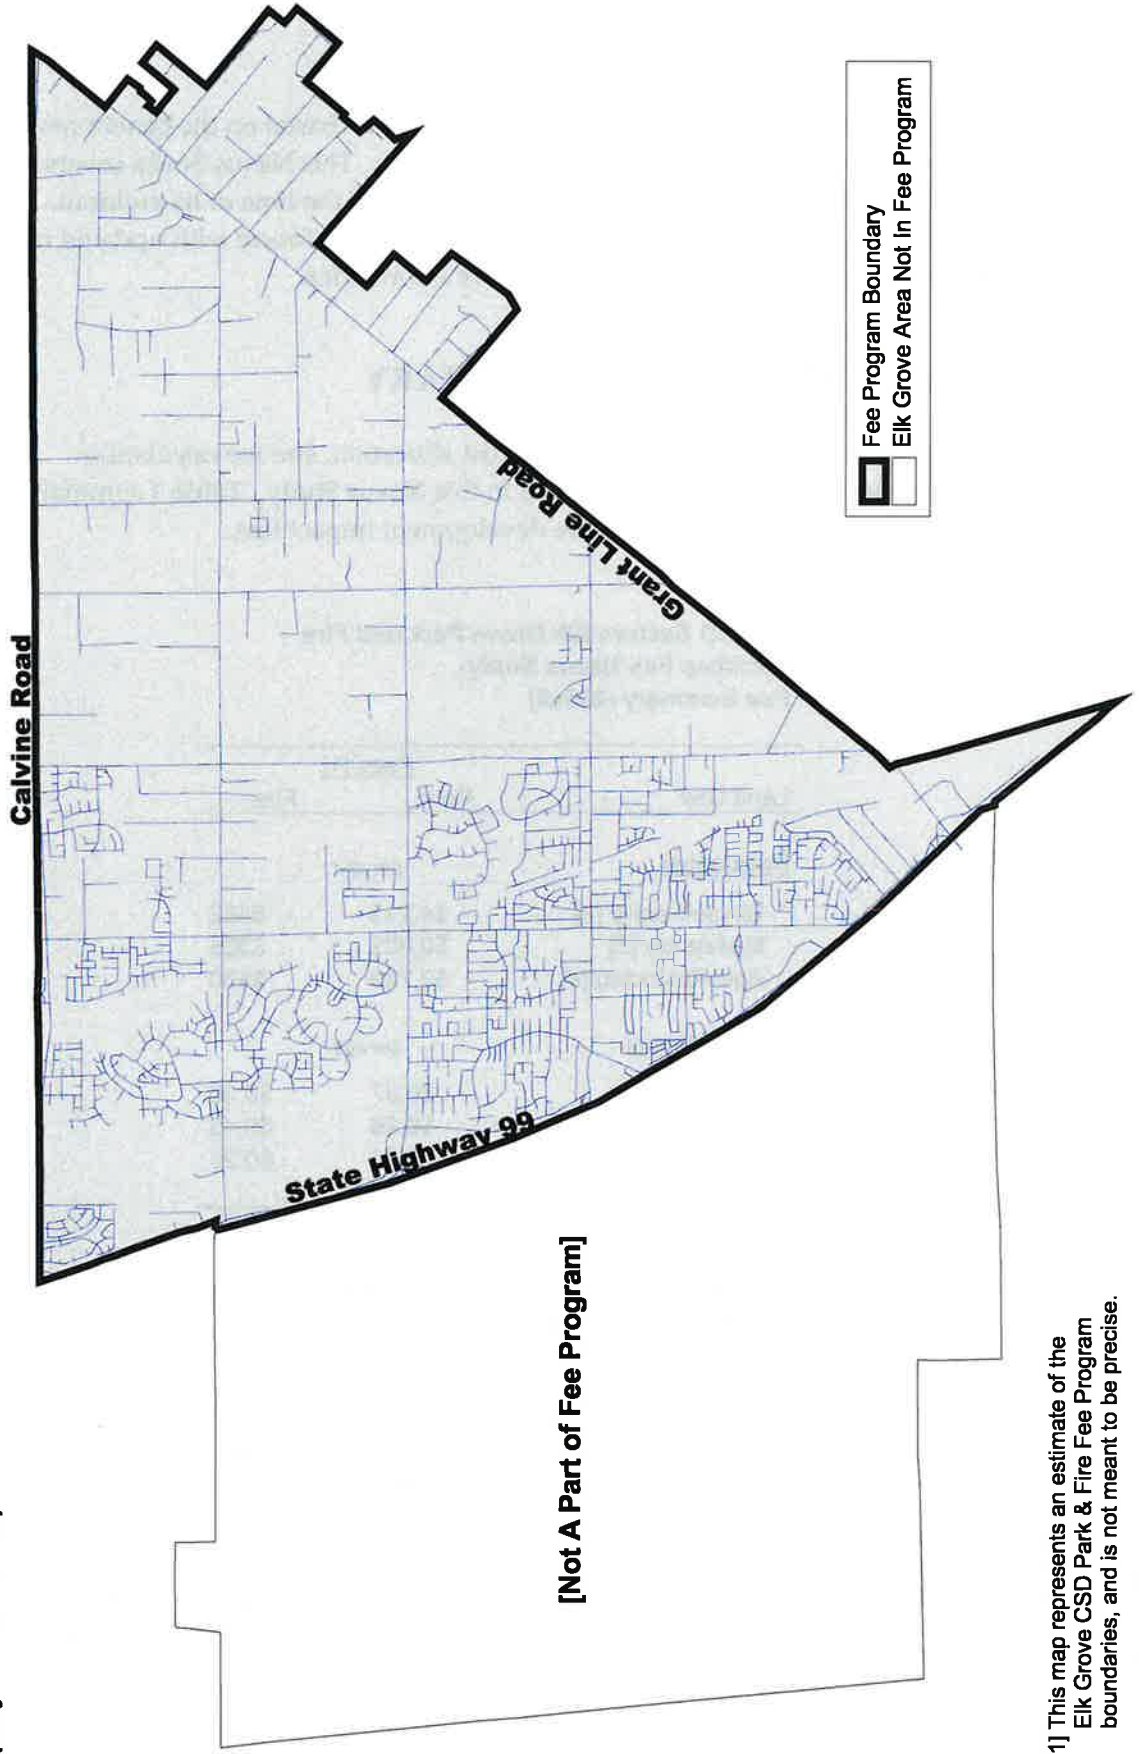 Calvine Road
Grant Line Road
State Highway 99
[Not A Part of Fee Program]
Fee Program Boundary
Elk Grove Area Not In Fee Program
1] This map represents an estimate of the
Elk Grove CSD Park & Fire Fee Program
boundaries, and is not meant to be precise.